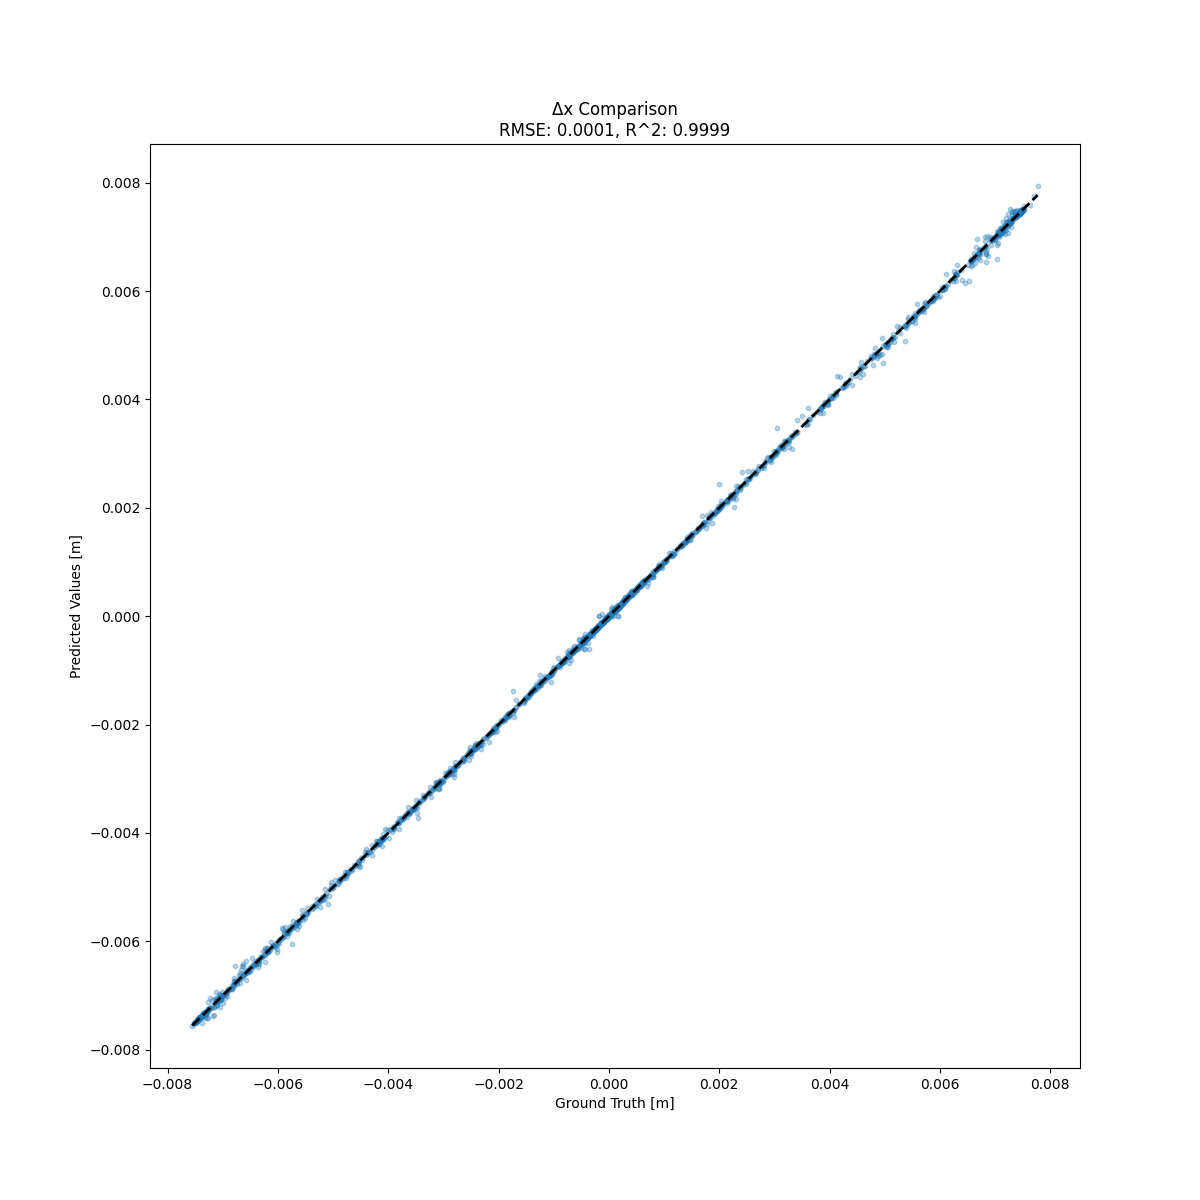 Δx Comparison
RMSE: 0.0001, R^2: 0.9999
0.008
0.006
0.004
0.002
0.000
−0.002
−0.004
−0.006
−0.008
Predicted Values [m]
−0.008 −0.006 −0.004 −0.002 0.000 0.002 0.004 0.006 0.008
Ground Truth [m]